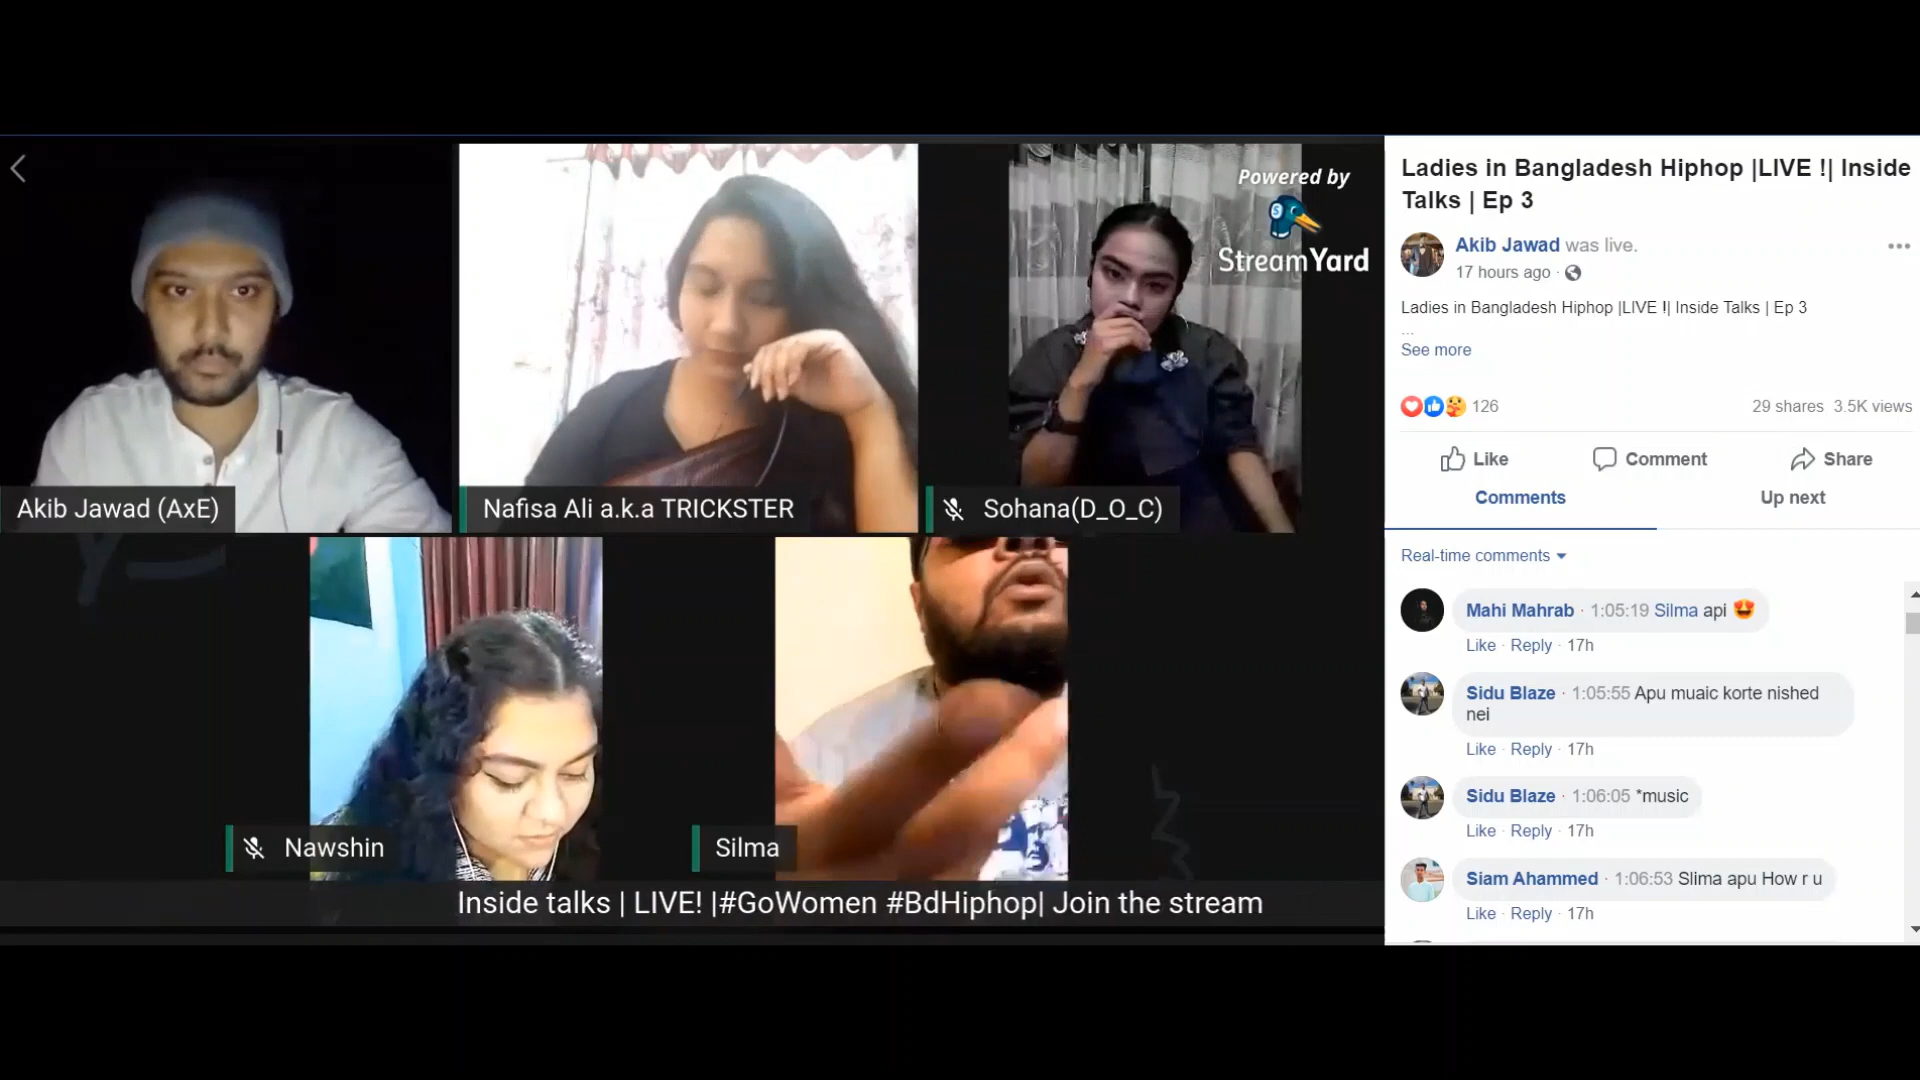 Powered by
StreamYard
Akib Jawad (AxE)
Nafisa Ali a.k.a TRICKSTER
Sohana(D_O_C)
Nawshin
Silma
Inside talks | LIVE! |#GoWomen #BdHiphop| Join the stream
Ladies in Bangladesh Hiphop |LIVE !| Inside
Talks | Ep 3
Akib Jawad was live.
17 hours ago ·
Ladies in Bangladesh Hiphop |LIVE !| Inside Talks | Ep 3
...
See more
126
29 shares 3.5K views
Like Comment Share
Comments Up next
Real-time comments
Mahi Mahrab · 1:05:19 Silma api 😍
Like · Reply · 17h
Sidu Blaze · 1:05:55 Apu muaic korte nished
nei
Like · Reply · 17h
Sidu Blaze · 1:06:05 *music
Like · Reply · 17h
Siam Ahammed · 1:06:53 Slima apu How r u
Like · Reply · 17h